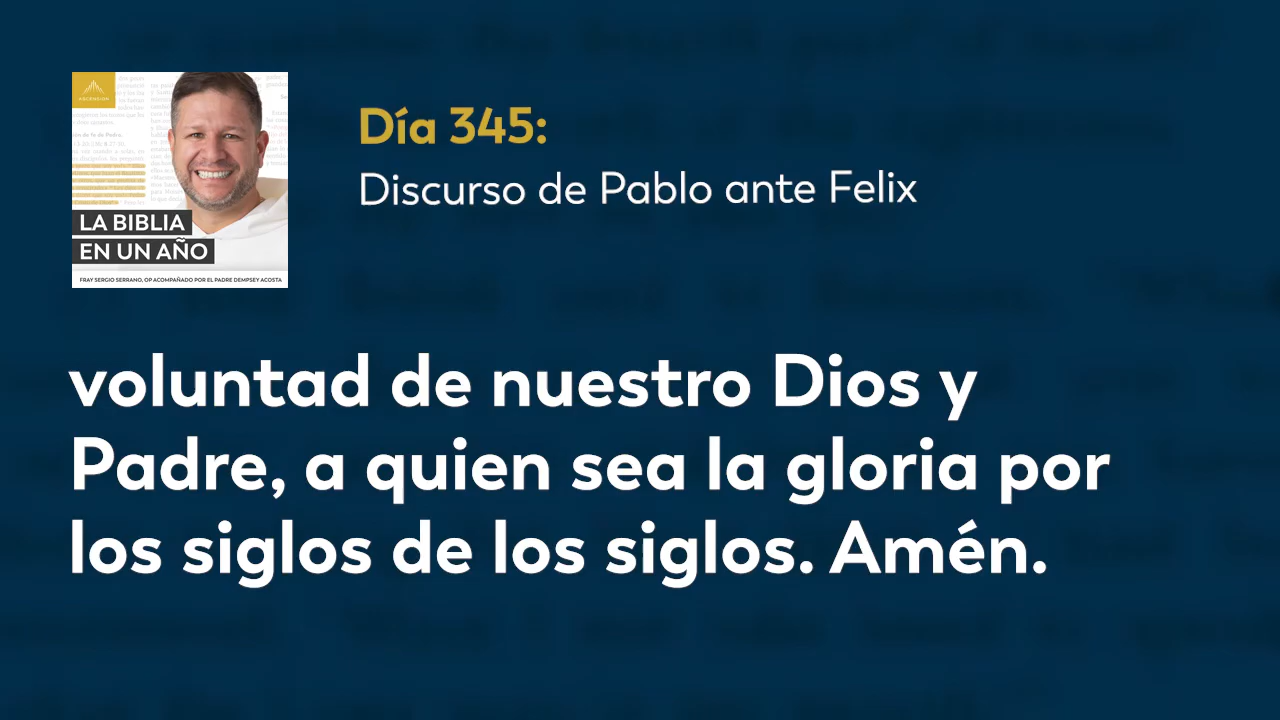 ASCENSION
LA BIBLIA
EN UN AÑO
FRAY SERGIO SERRANO, OP ACOMPAÑADO POR EL PADRE DEMPSEY ACOSTA
Día 345:
Discurso de Pablo ante Felix
voluntad de nuestro Dios y
Padre, a quien sea la gloria por
los siglos de los siglos. Amén.